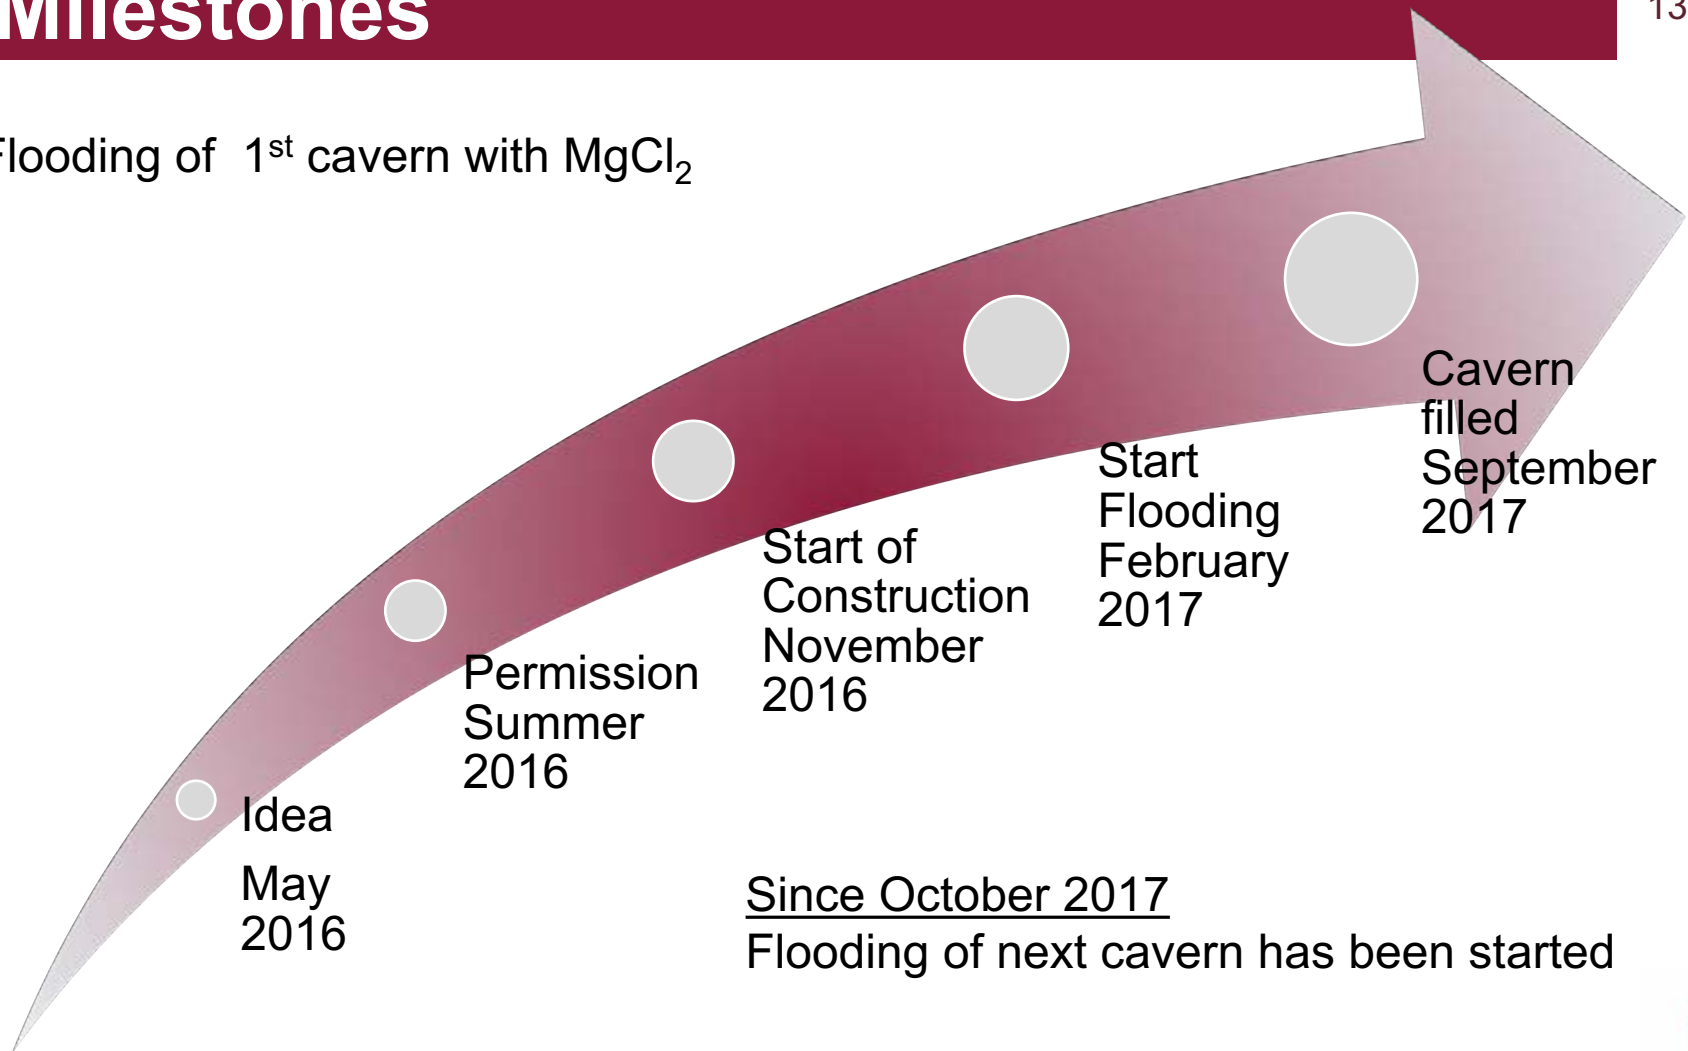 Milestones
13
Flooding of 1st cavern with MgCl2
Cavern
filled
September
2017
Start
Flooding
February
2017
Start of
Construction
November
2016
Permission
Summer
2016
Idea
May
2016
Since October 2017
Flooding of next cavern has been started